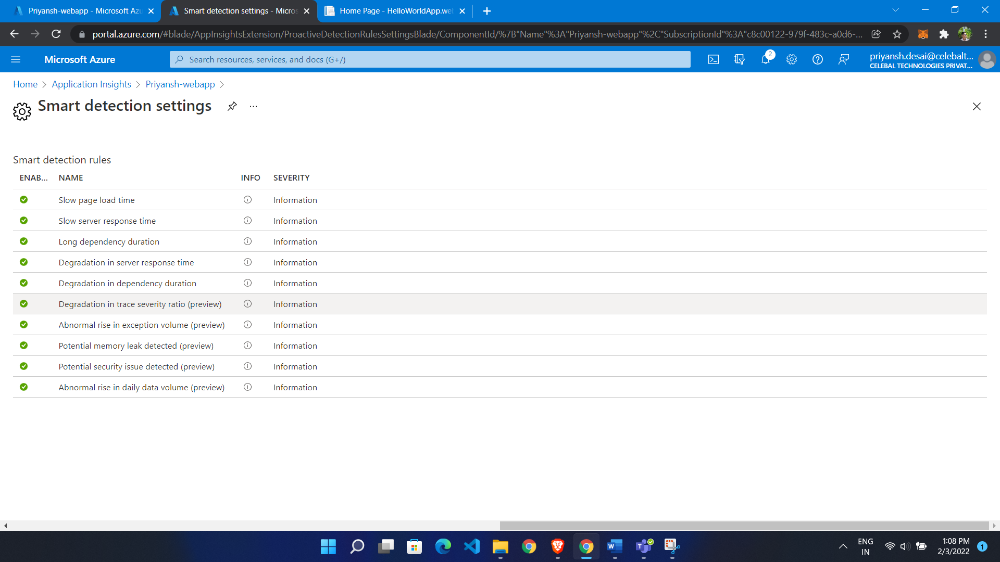 Priyansh-webapp - Microsoft Azu
Smart detection settings - Micros
Home Page - HelloWorldApp.we
portal.azure.com/#blade/AppInsightsExtension/ProactiveDetectionRulesSettingsBlade/ComponentId/%7B"Name"%3A"Priyansh-webapp"%2C"SubscriptionId"%3A"c8c00122-979f-483c-a0d6-...
Microsoft Azure
Search resources, services, and docs (G+/)
2
priyansh.desai@celebalt...
CELEBAL TECHNOLOGIES PRIVAT...
Home > Application Insights > Priyansh-webapp >
Smart detection settings
Smart detection rules
ENAB... NAME INFO SEVERITY
Slow page load time Information
Slow server response time Information
Long dependency duration Information
Degradation in server response time Information
Degradation in dependency duration Information
Degradation in trace severity ratio (preview) Information
Abnormal rise in exception volume (preview) Information
Potential memory leak detected (preview) Information
Potential security issue detected (preview) Information
Abnormal rise in daily data volume (preview) Information
ENG
IN
1:08 PM
2/3/2022
1